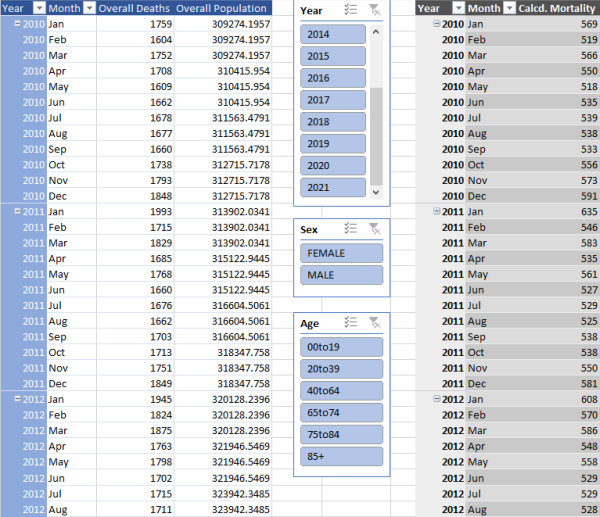 Year Month Overall Deaths Overall Population
2010 Jan 1759 309274.1957
2010 Feb 1604 309274.1957
2010 Mar 1752 309274.1957
2010 Apr 1708 310415.954
2010 May 1609 310415.954
2010 Jun 1662 310415.954
2010 Jul 1678 311563.4791
2010 Aug 1677 311563.4791
2010 Sep 1660 311563.4791
2010 Oct 1738 312715.7178
2010 Nov 1793 312715.7178
2010 Dec 1848 312715.7178
2011 Jan 1993 313902.0341
2011 Feb 1715 313902.0341
2011 Mar 1829 313902.0341
2011 Apr 1685 315122.9445
2011 May 1768 315122.9445
2011 Jun 1660 315122.9445
2011 Jul 1676 316604.5061
2011 Aug 1662 316604.5061
2011 Sep 1703 316604.5061
2011 Oct 1713 318347.758
2011 Nov 1751 318347.758
2011 Dec 1849 318347.758
2012 Jan 1945 320128.2396
2012 Feb 1824 320128.2396
2012 Mar 1875 320128.2396
2012 Apr 1763 321946.5469
2012 May 1798 321946.5469
2012 Jun 1702 321946.5469
2012 Jul 1715 323942.3485
2012 Aug 1711 323942.3485
Year
2014
2015
2016
2017
2018
2019
2020
2021
Sex
FEMALE
MALE
Age
00to19
20to39
40to64
65to74
75to84
85+
Year Month Calcd. Mortality
2010 Jan 569
2010 Feb 519
2010 Mar 566
2010 Apr 550
2010 May 518
2010 Jun 535
2010 Jul 539
2010 Aug 538
2010 Sep 533
2010 Oct 556
2010 Nov 573
2010 Dec 591
2011 Jan 635
2011 Feb 546
2011 Mar 583
2011 Apr 535
2011 May 561
2011 Jun 527
2011 Jul 529
2011 Aug 525
2011 Sep 538
2011 Oct 538
2011 Nov 550
2011 Dec 581
2012 Jan 608
2012 Feb 570
2012 Mar 586
2012 Apr 548
2012 May 558
2012 Jun 529
2012 Jul 529
2012 Aug 528